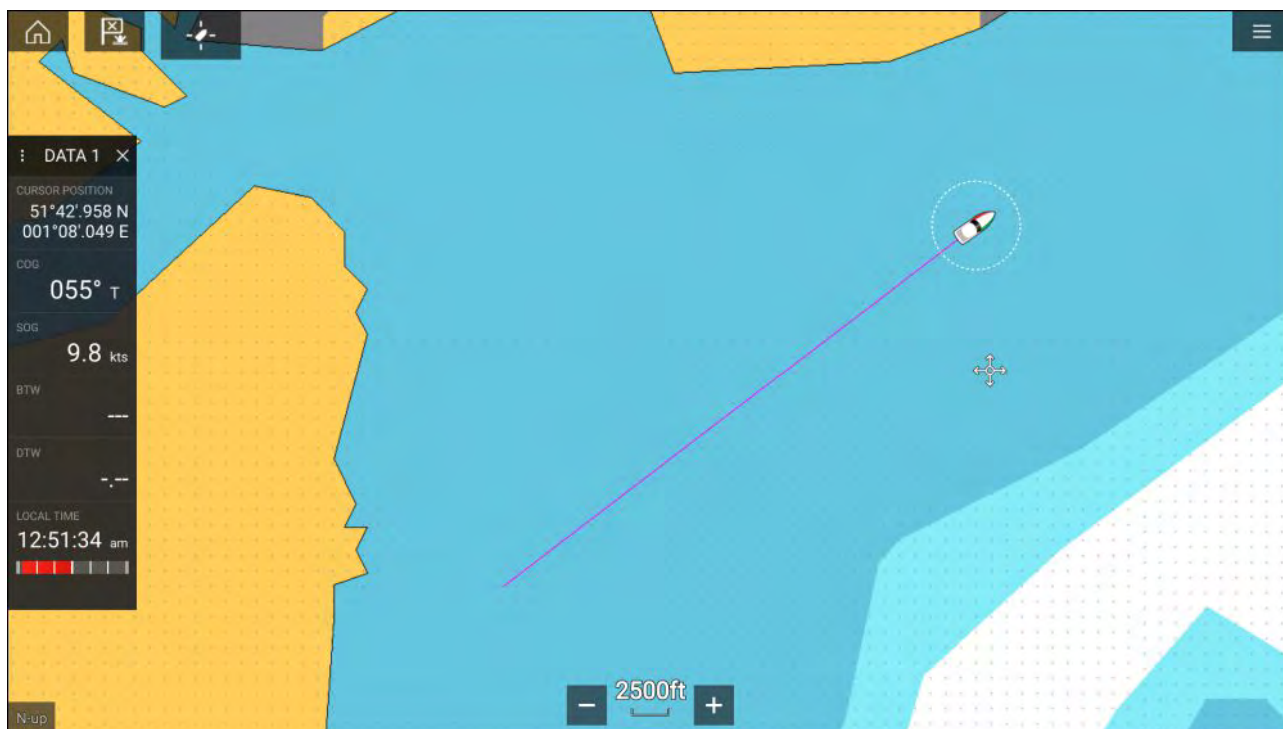 DATA 1
CURSOR POSITION
51°42'.958 N
001°08'.049 E
COG
055° T
SOG
9.8 kts
BTW
---
DTW
-.--
LOCAL TIME
12:51:34 am
N-up
2500ft